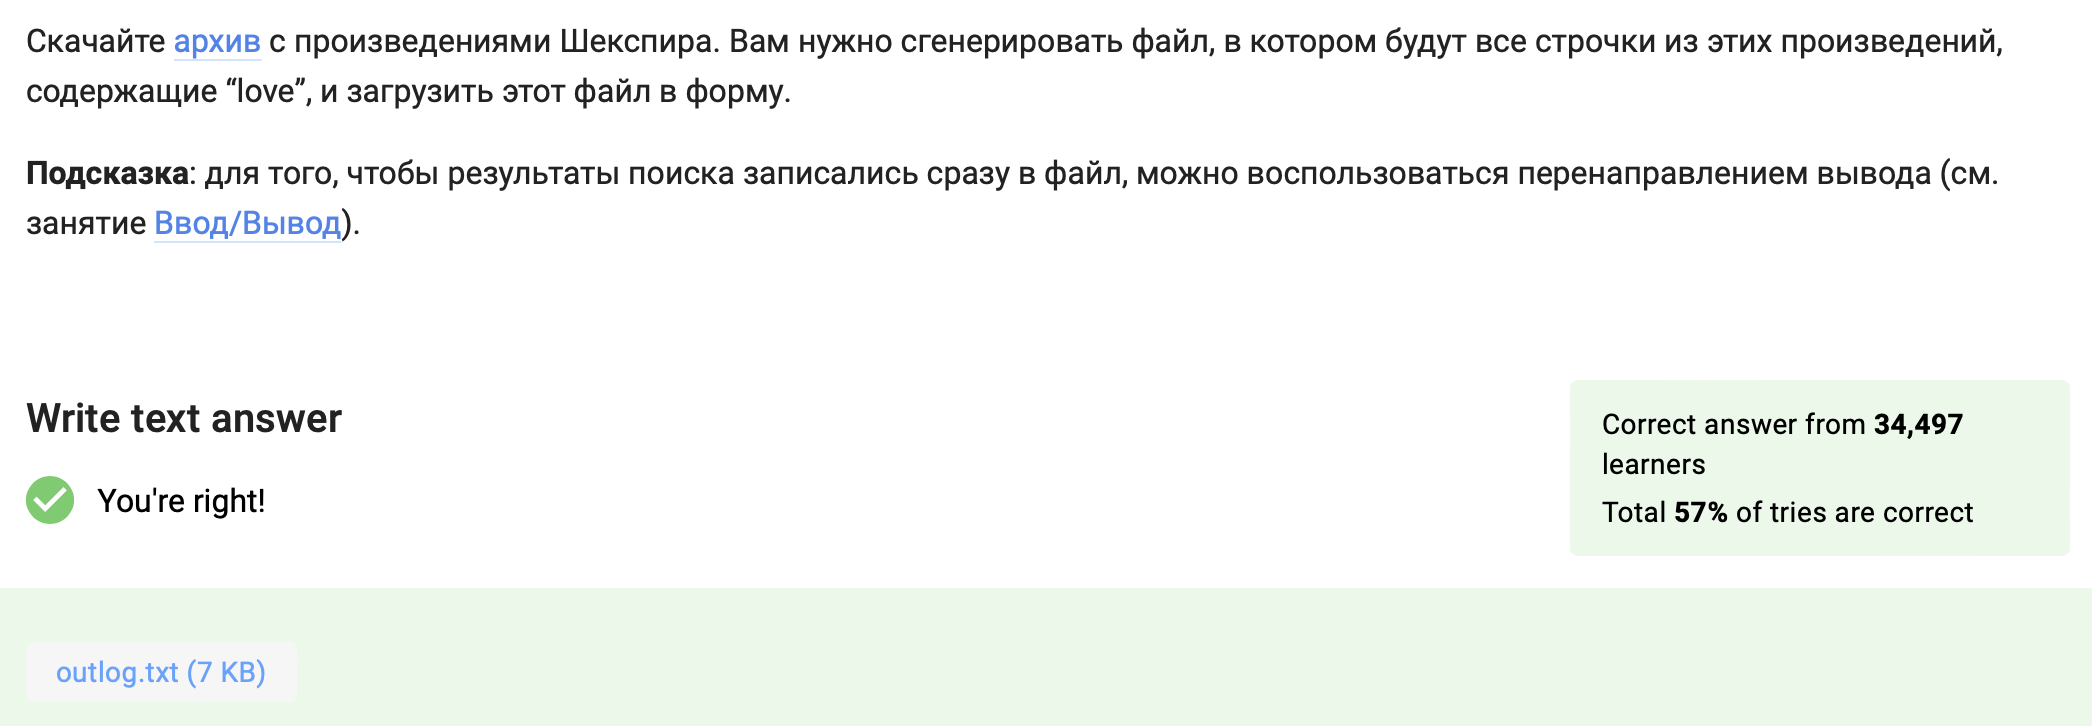 Скачайте архив с произведениями Шекспира. Вам нужно сгенерировать файл, в котором будут все строчки из этих произведений,
содержащие “love”, и загрузить этот файл в форму.
Подсказка: для того, чтобы результаты поиска записались сразу в файл, можно воспользоваться перенаправлением вывода (см.
занятие Ввод/Вывод).
Write text answer
You're right!
Correct answer from 34,497
learners
Total 57% of tries are correct
outlog.txt (7 KB)